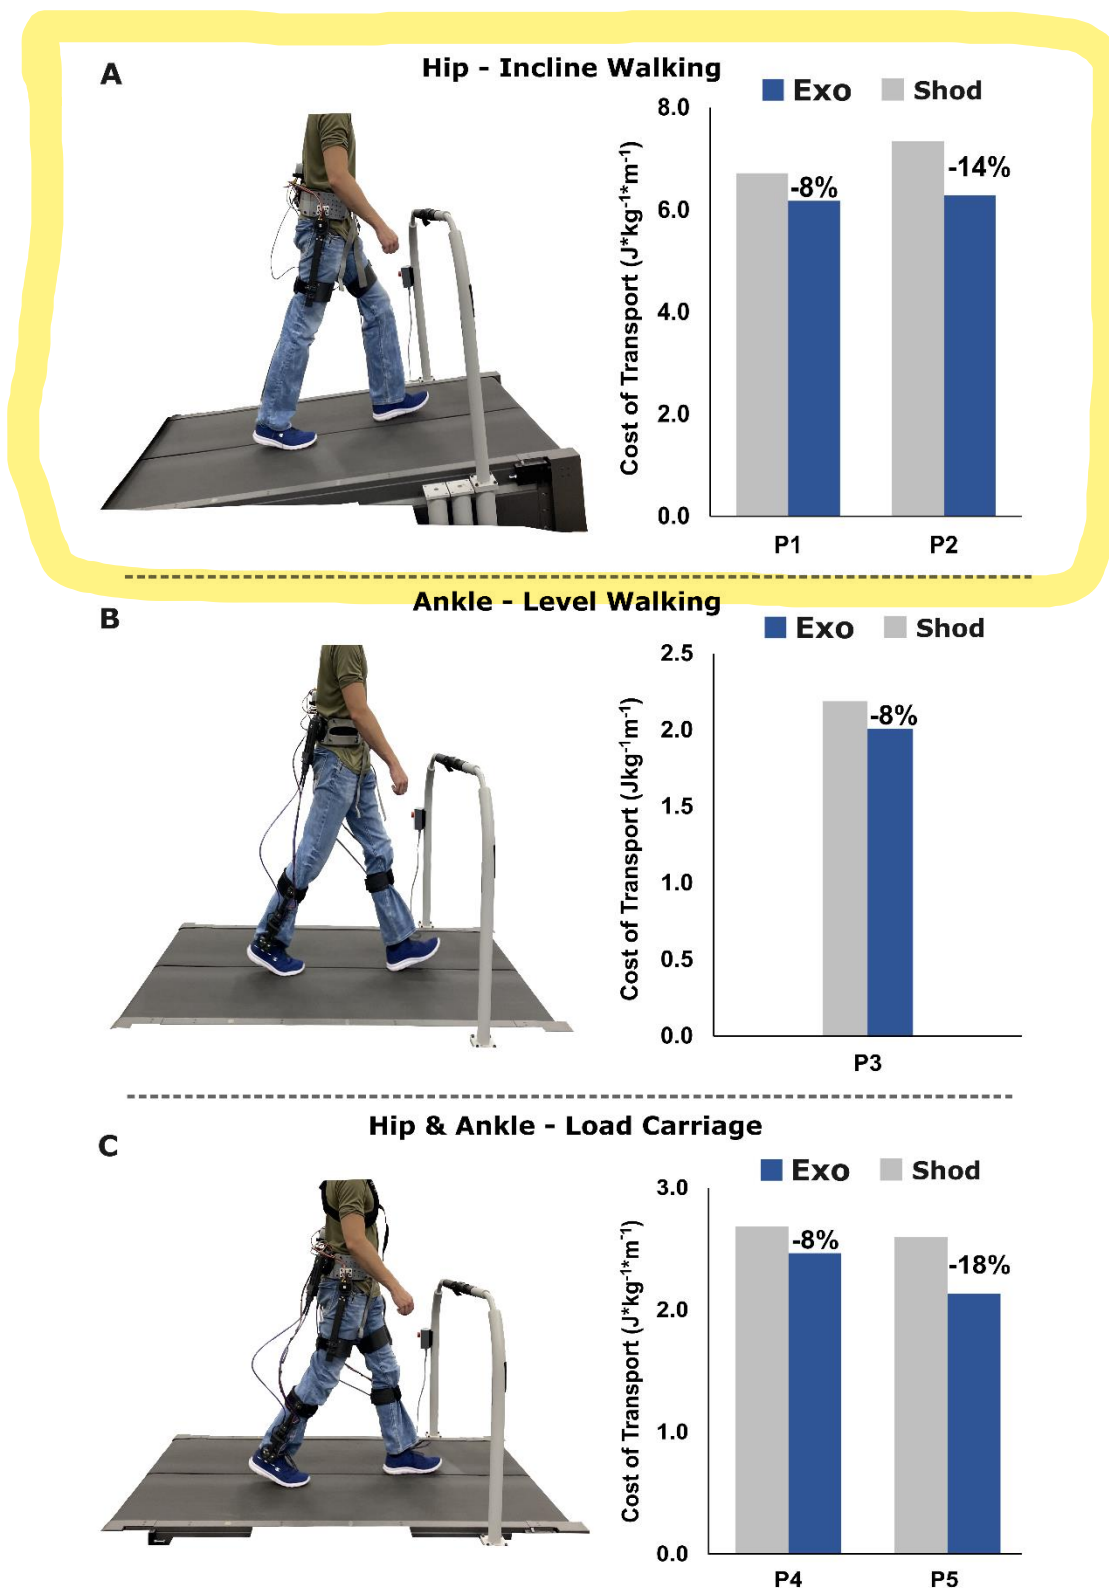 A
Hip - Incline Walking
Exo Shod
Cost of Transport (J*kg⁻¹*m⁻¹)
8.0
6.0
4.0
2.0
0.0
-8%
-14%
P1 P2
B
Ankle - Level Walking
Exo Shod
Cost of Transport (Jkg⁻¹m⁻¹)
2.5
2.0
1.5
1.0
0.5
0.0
-8%
P3
C
Hip & Ankle - Load Carriage
Exo Shod
Cost of Transport (J*kg⁻¹*m⁻¹)
3.0
2.0
1.0
0.0
-8%
-18%
P4 P5